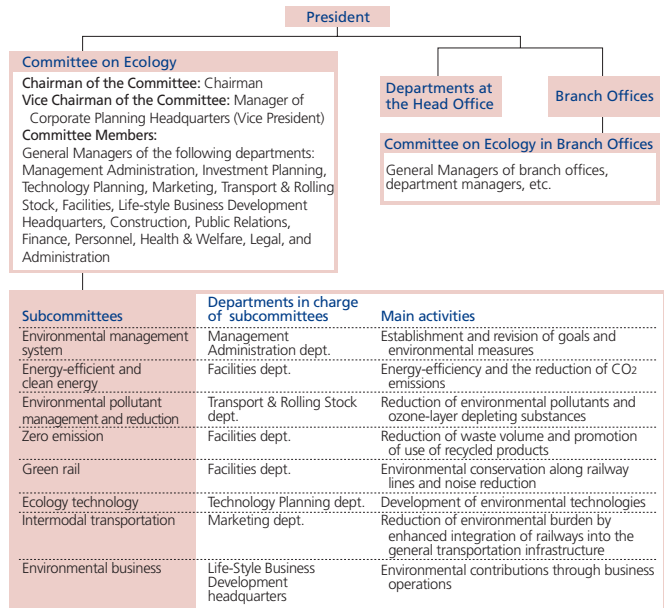 President
Committee on Ecology
Chairman of the Committee: Chairman
Vice Chairman of the Committee: Manager of
Corporate Planning Headquarters (Vice President)
Committee Members:
General Managers of the following departments:
Management Administration, Investment Planning,
Technology Planning, Marketing, Transport & Rolling
Stock, Facilities, Life-style Business Development
Headquarters, Construction, Public Relations,
Finance, Personnel, Health & Welfare, Legal, and
Administration
Departments at
the Head Office
Branch Offices
Committee on Ecology in Branch Offices
General Managers of branch offices,
department managers, etc.
Subcommittees
Departments in charge
of subcommittees
Main activities
Environmental management
system
Management
Administration dept.
Establishment and revision of goals and
environmental measures
Energy-efficient and
clean energy
Facilities dept.
Energy-efficiency and the reduction of CO2
emissions
Environmental pollutant
management and reduction
Transport & Rolling Stock
dept.
Reduction of environmental pollutants and
ozone-layer depleting substances
Zero emission
Facilities dept.
Reduction of waste volume and promotion
of use of recycled products
Green rail
Facilities dept.
Environmental conservation along railway
lines and noise reduction
Ecology technology
Technology Planning dept.
Development of environmental technologies
Intermodal transportation
Marketing dept.
Reduction of environmental burden by
enhanced integration of railways into the
general transportation infrastructure
Environmental business
Life-Style Business
Development
headquarters
Environmental contributions through business
operations